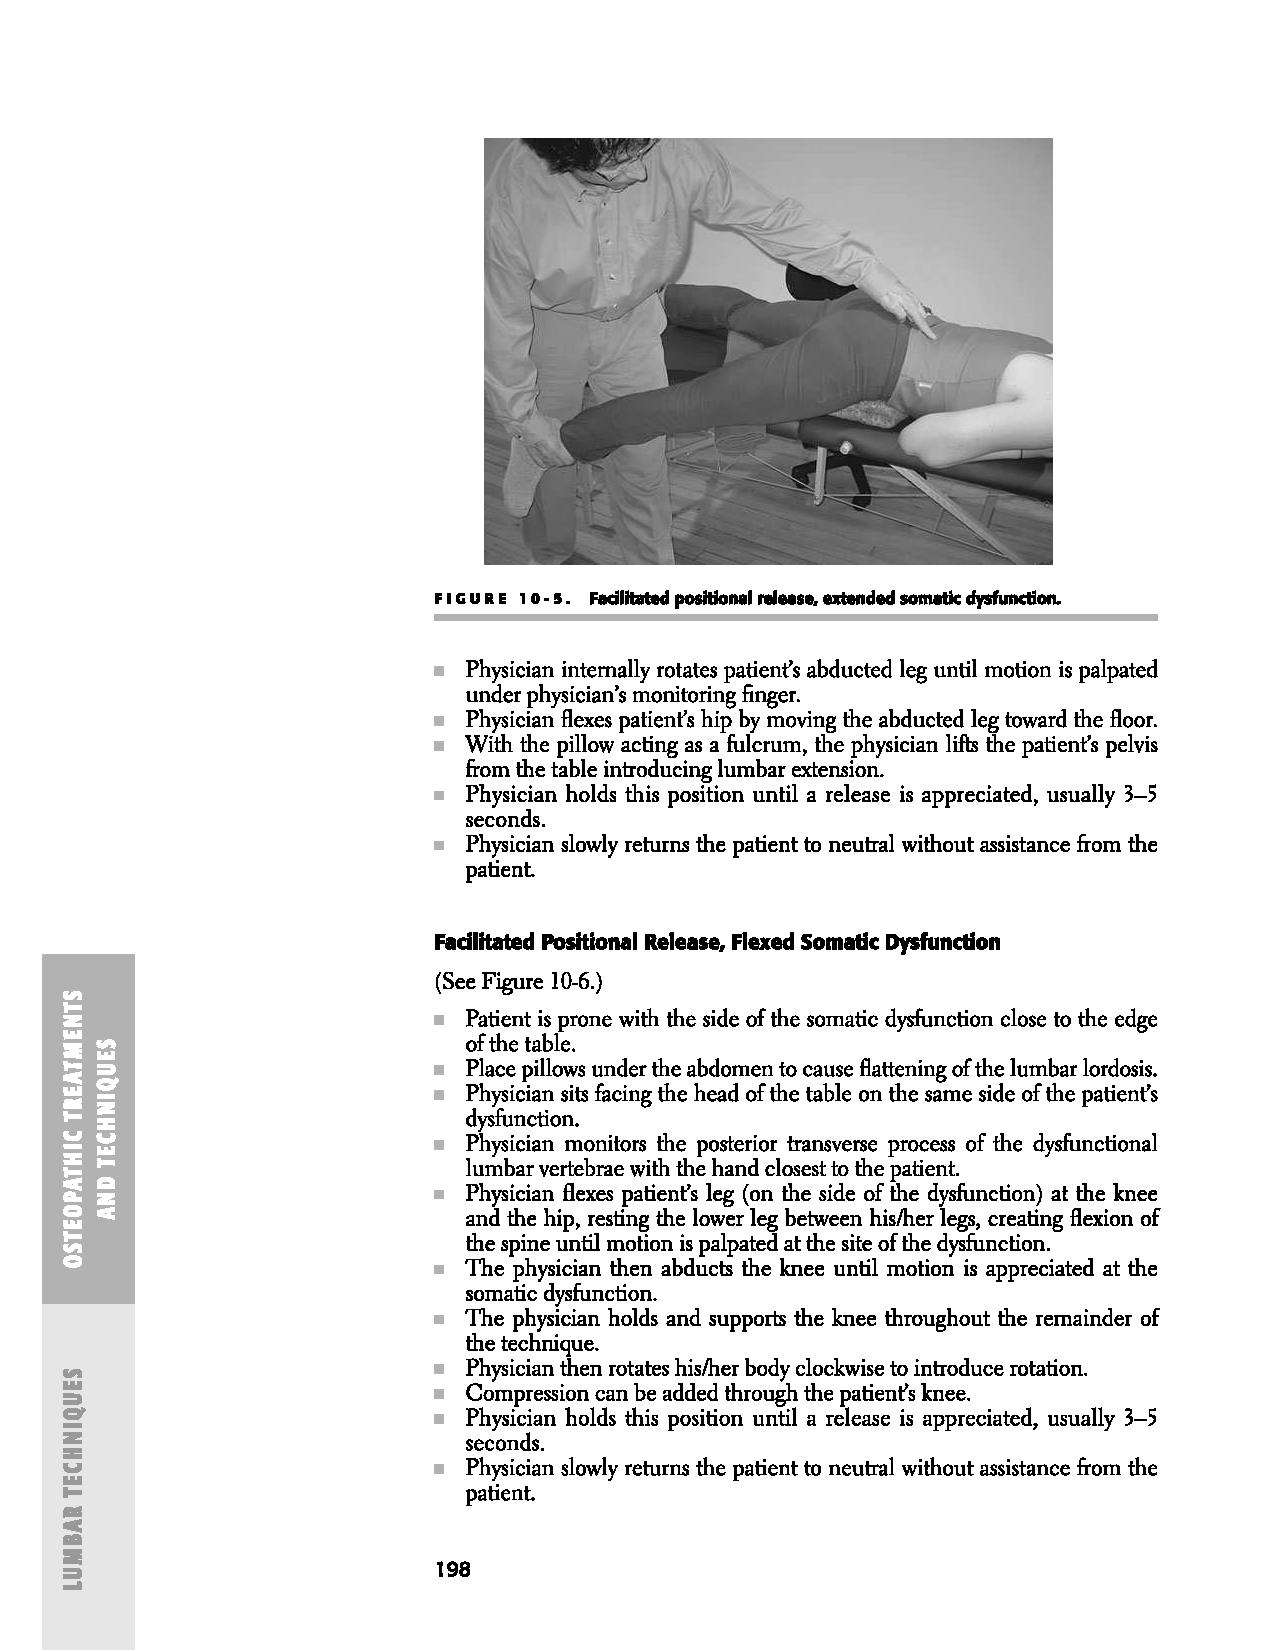 FIGURE 10-5. Facilitated positional release, extended somatic dysfunction.
■ Physician internally rotates patient's abducted leg until motion is palpated
under physician's monitoring finger.
■ Physician flexes patient's hip by moving the abducted leg toward the floor.
■ With the pillow acting as a fulcrum, the physician lifts the patient's pelvis
from the table introducing lumbar extension.
■ Physician holds this position until a release is appreciated, usually 3–5
seconds.
■ Physician slowly returns the patient to neutral without assistance from the
patient.
Facilitated Positional Release, Flexed Somatic Dysfunction
(See Figure 10-6.)
■ Patient is prone with the side of the somatic dysfunction close to the edge
of the table.
■ Place pillows under the abdomen to cause flattening of the lumbar lordosis.
■ Physician sits facing the head of the table on the same side of the patient's
dysfunction.
■ Physician monitors the posterior transverse process of the dysfunctional
lumbar vertebrae with the hand closest to the patient.
■ Physician flexes patient's leg (on the side of the dysfunction) at the knee
and the hip, resting the lower leg between his/her legs, creating flexion of
the spine until motion is palpated at the site of the dysfunction.
■ The physician then abducts the knee until motion is appreciated at the
somatic dysfunction.
■ The physician holds and supports the knee throughout the remainder of
the technique.
■ Physician then rotates his/her body clockwise to introduce rotation.
■ Compression can be added through the patient's knee.
■ Physician holds this position until a release is appreciated, usually 3–5
seconds.
■ Physician slowly returns the patient to neutral without assistance from the
patient.
198
OSTEOPATHIC TREATMENTS
AND TECHNIQUES
LUMBAR TECHNIQUES